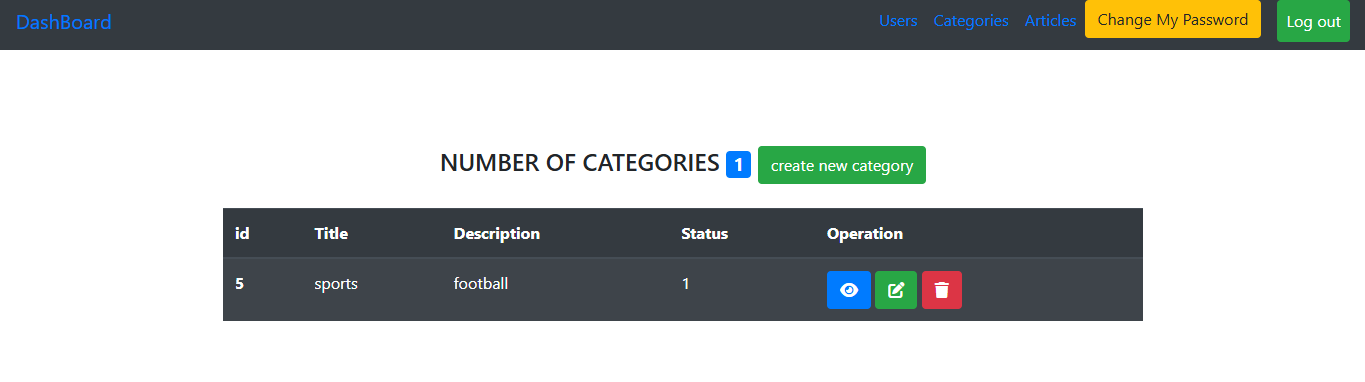 DashBoard Users Categories Articles Change My Password Log out
NUMBER OF CATEGORIES 1 create new category
id Title Description Status Operation
5 sports football 1